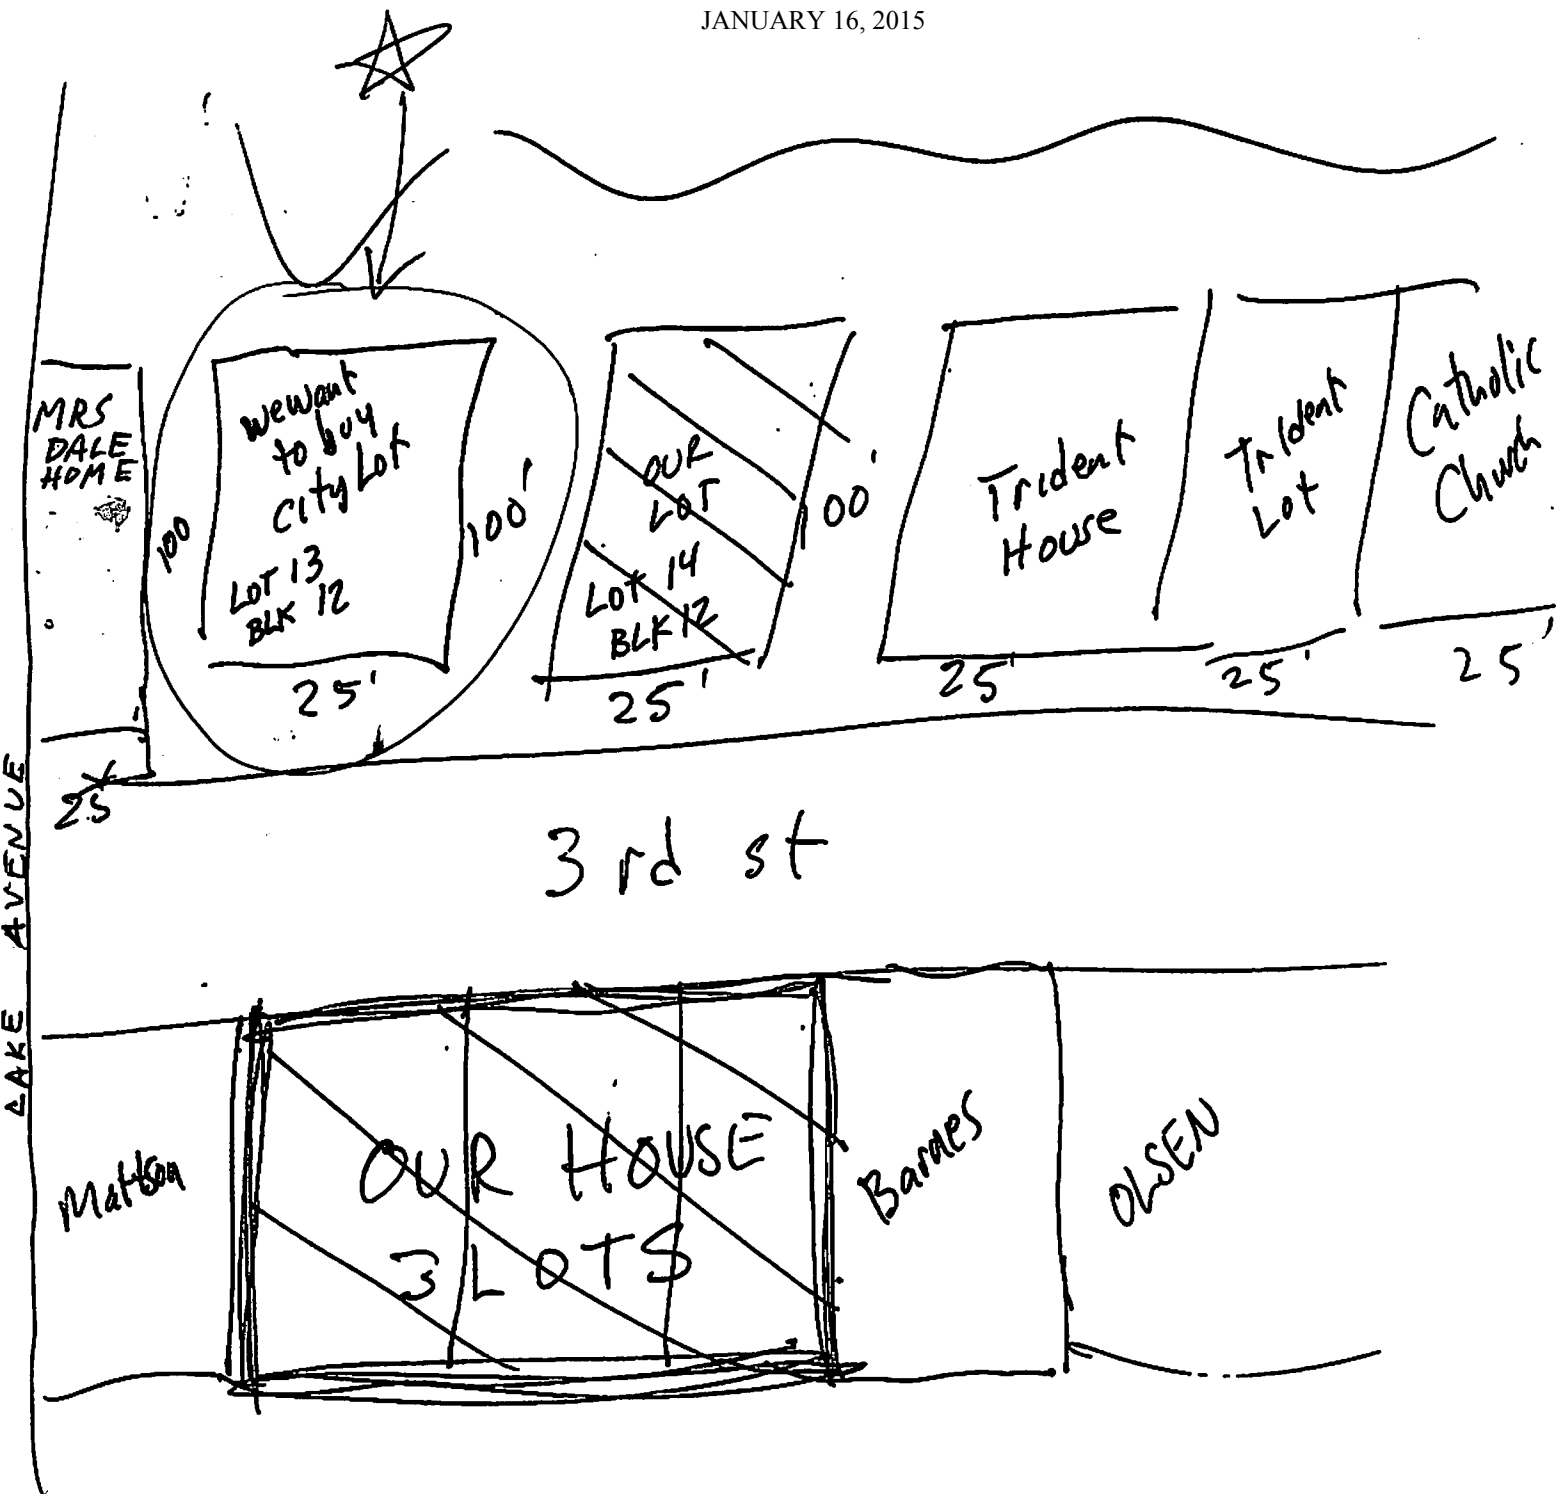 JANUARY 16, 2015
MRS
DALE
HOME
100
We want
to buy
City Lot
LOT 13
BLK 12
100'
25'
OUR
LOT
LOT 14
BLK 12
100'
25'
Trident
House
25'
Trident
Lot
25'
Catholic
Church
25'
25
LAKE AVENUE
3rd st
Mattson
OUR HOUSE
3 LOTS
Barnes
OLSEN